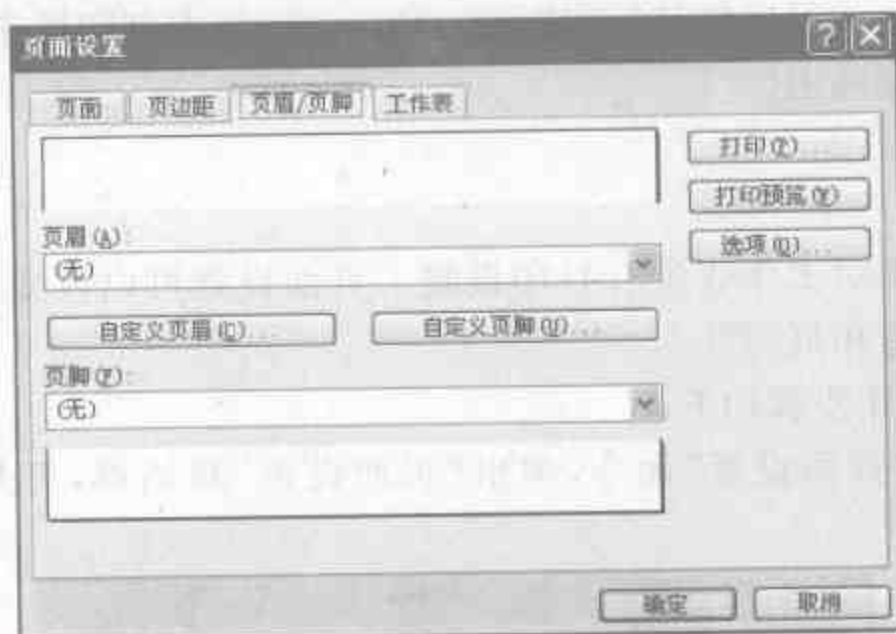 页面设置
页面 页边距 页眉/页脚 工作表
打印(P)...
打印预览(W)
选项(O)...
页眉(A):
(无)
自定义页眉(C)... 自定义页脚(U)...
页脚(F):
(无)
确定 取消